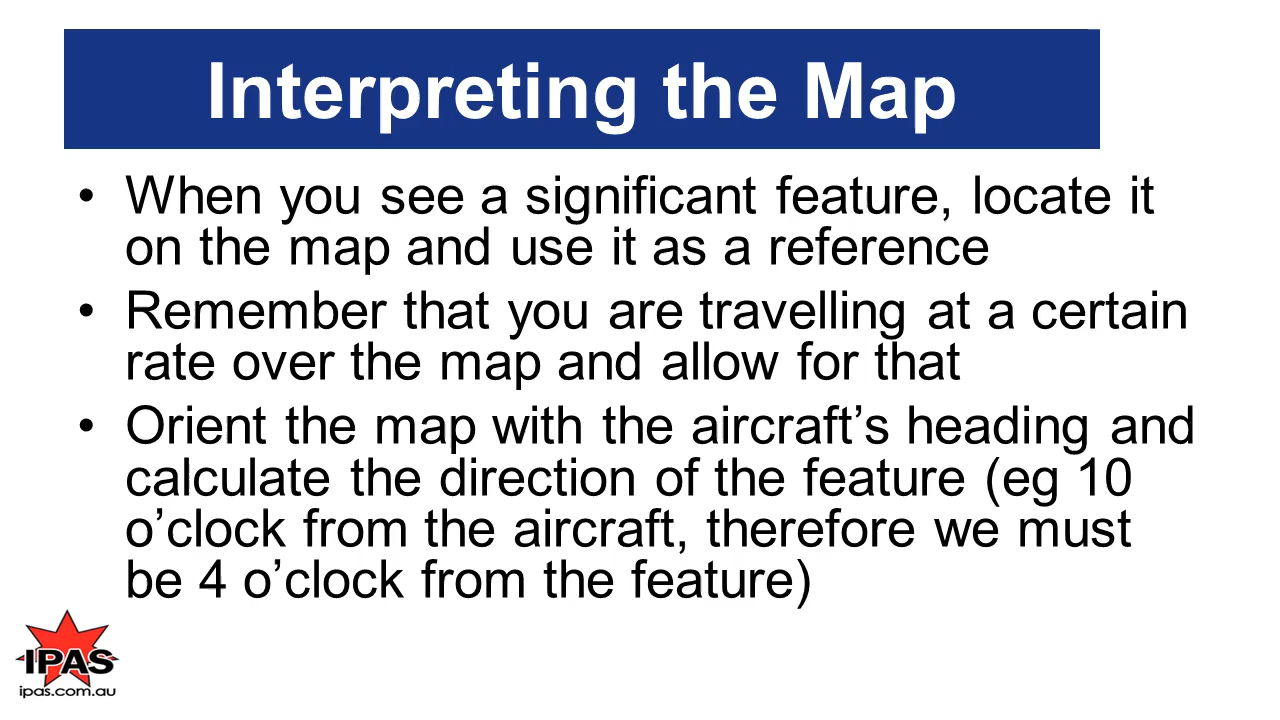 Interpreting the Map
• When you see a significant feature, locate it
on the map and use it as a reference
• Remember that you are travelling at a certain
rate over the map and allow for that
• Orient the map with the aircraft’s heading and
calculate the direction of the feature (eg 10
o’clock from the aircraft, therefore we must
be 4 o’clock from the feature)
IPAS
ipas.com.au